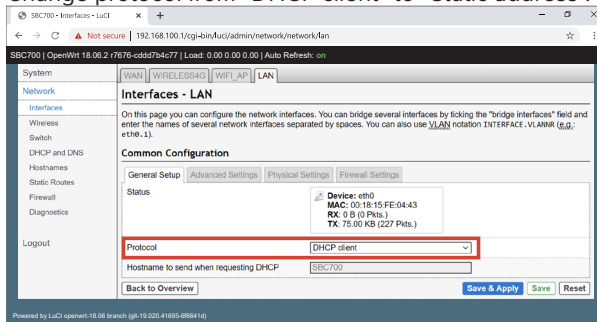 Change protocol from "DHCP client" to "Static address".
SBC700 - Interfaces - LuCI
Not secure | 192.168.100.1/cgi-bin/luci/admin/network/network/lan
SBC700 | OpenWrt 18.06.2 r7676-cddd7b4c77 | Load: 0.00 0.00 0.00 | Auto Refresh: on
System
WAN WIRELESS4G WIFI_AP LAN
Network
Interfaces - LAN
Interfaces
Wireless
Switch
DHCP and DNS
Hostnames
Static Routes
Firewall
Diagnostics
Logout
On this page you can configure the network interfaces. You can bridge several interfaces by ticking the "bridge interfaces" field and
enter the names of several network interfaces separated by spaces. You can also use VLAN notation INTERFACE.VLANNR (e.g.:
eth0.1).
Common Configuration
General Setup Advanced Settings Physical Settings Firewall Settings
Status
Device: eth0
MAC: 00:18:15:FE:04:43
RX: 0 B (0 Pkts.)
TX: 75.00 KB (227 Pkts.)
Protocol DHCP client
Hostname to send when requesting DHCP SBC700
Back to Overview Save & Apply Save Reset
Powered by LuCI openwrt-18.06 branch (git-19.020.41695-6f6641d)